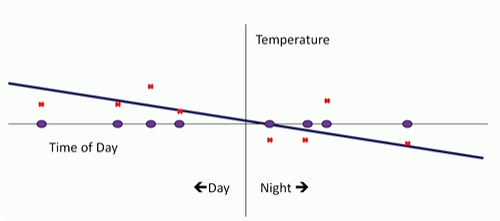 Temperature
Time of Day
🡸Day
Night 🡺